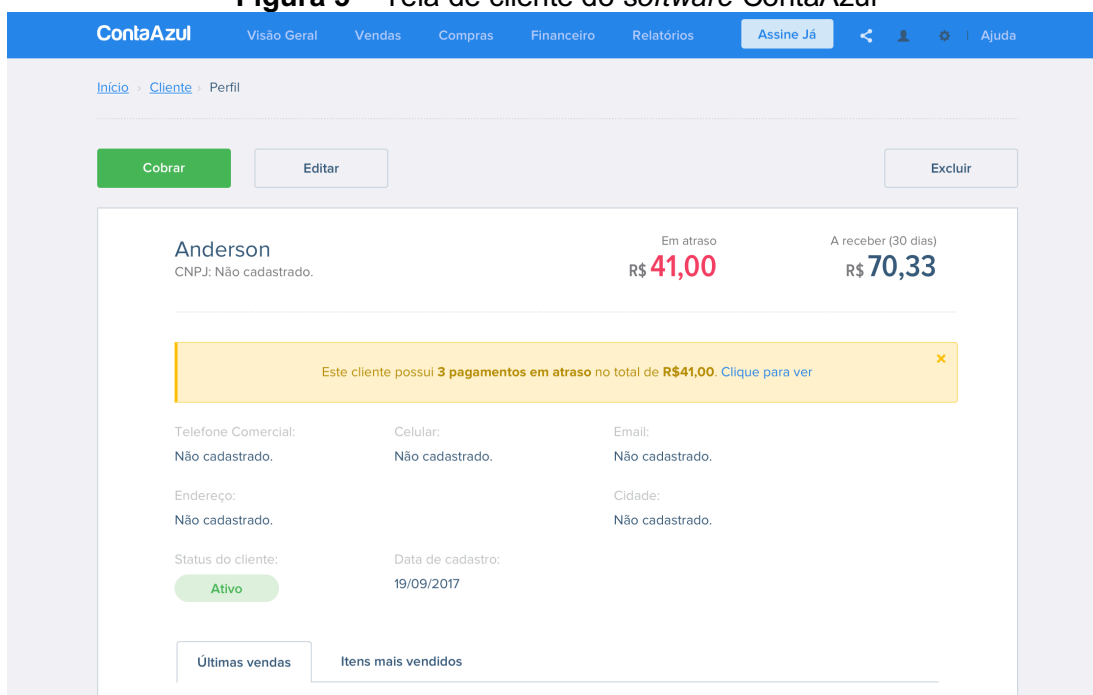 Figura 9 – Tela de cliente do software ContaAzul
ContaAzul Visão Geral Vendas Compras Financeiro Relatórios Assine Já Ajuda
Início › Cliente › Perfil
Cobrar Editar Excluir
Anderson
CNPJ: Não cadastrado.
Em atraso
R$ 41,00
A receber (30 dias)
R$ 70,33
Este cliente possui 3 pagamentos em atraso no total de R$41,00. Clique para ver
Telefone Comercial: Celular: Email:
Não cadastrado. Não cadastrado. Não cadastrado.
Endereço: Cidade:
Não cadastrado. Não cadastrado.
Status do cliente: Data de cadastro:
Ativo 19/09/2017
Últimas vendas Itens mais vendidos